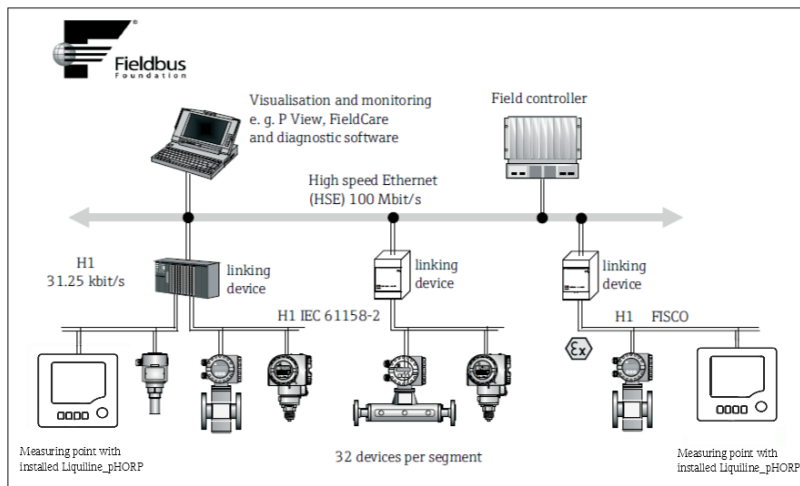 Fieldbus
Foundation
Visualisation and monitoring
e. g. P View, FieldCare
and diagnostic software
Field controller
High speed Ethernet
(HSE) 100 Mbit/s
H1
31.25 kbit/s
linking
device
linking
device
linking
device
H1 IEC 61158-2
H1 FISCO
Ex
Measuring point with
installed Liquiline_pHORP
32 devices per segment
Measuring point with
installed Liquiline_pHORP